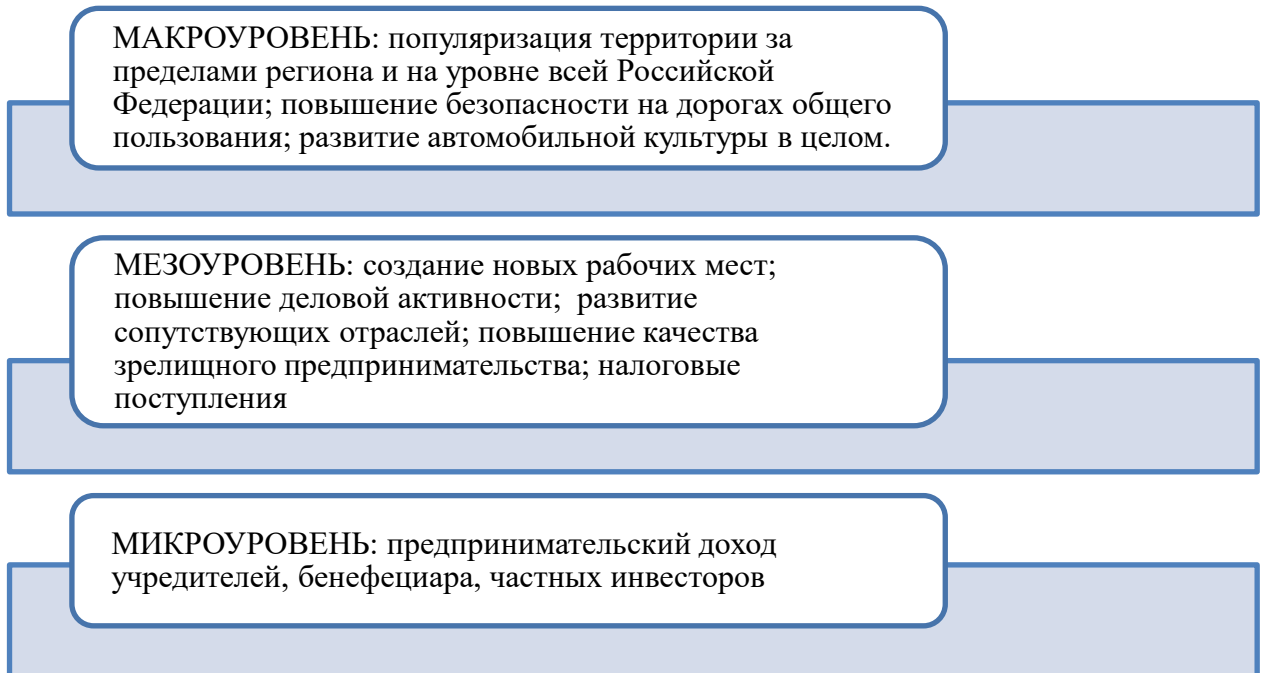 МАКРОУРОВЕНЬ: популяризация территории за
пределами региона и на уровне всей Российской
Федерации; повышение безопасности на дорогах общего
пользования; развитие автомобильной культуры в целом.
МЕЗОУРОВЕНЬ: создание новых рабочих мест;
повышение деловой активности;  развитие
сопутствующих отраслей; повышение качества
зрелищного предпринимательства; налоговые
поступления
МИКРОУРОВЕНЬ: предпринимательский доход
учредителей, бенефециара, частных инвесторов